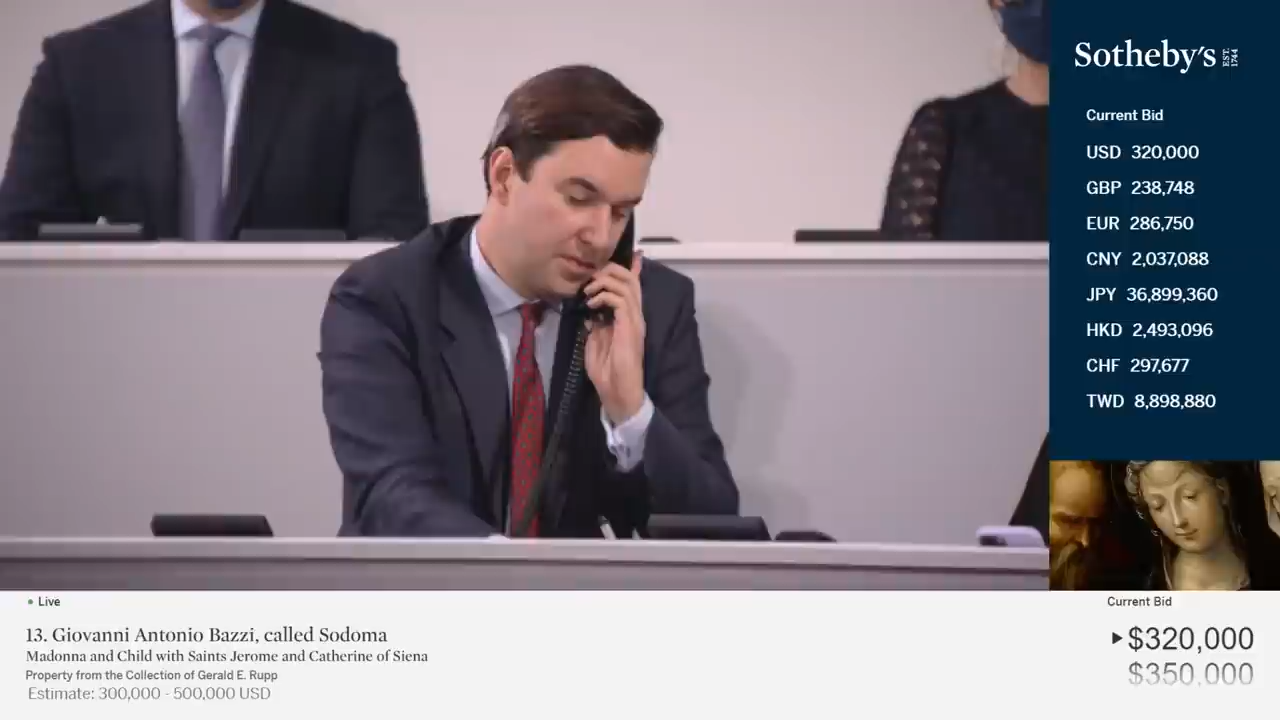 Sotheby's EST. 1744
Current Bid
USD 320,000
GBP 238,748
EUR 286,750
CNY 2,037,088
JPY 36,899,360
HKD 2,493,096
CHF 297,677
TWD 8,898,880
• Live
13. Giovanni Antonio Bazzi, called Sodoma
Madonna and Child with Saints Jerome and Catherine of Siena
Property from the Collection of Gerald E. Rupp
Estimate: 300,000 - 500,000 USD
Current Bid
$320,000
$350,000